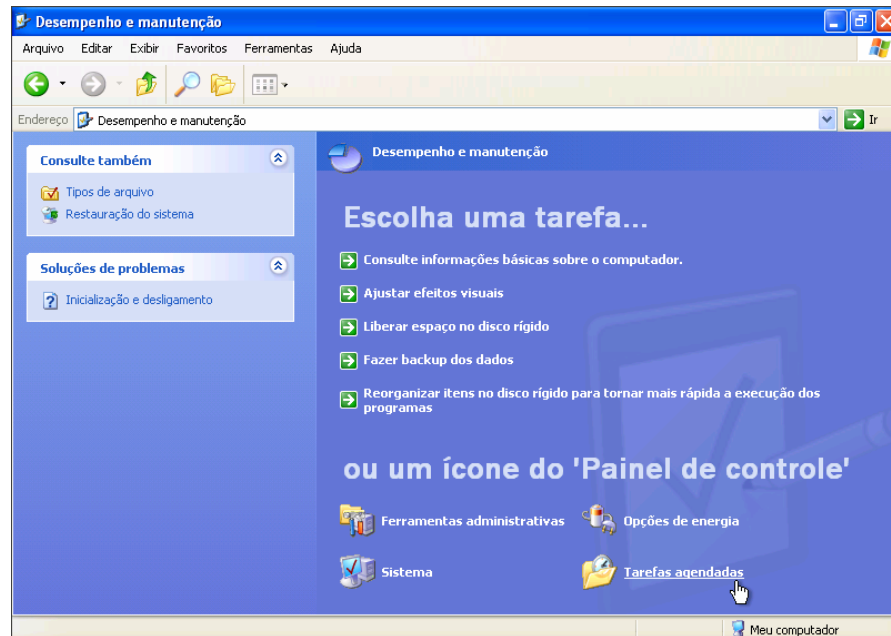 Desempenho e manutenção
Arquivo Editar Exibir Favoritos Ferramentas Ajuda
Endereço Desempenho e manutenção Ir
Consulte também
Tipos de arquivo
Restauração do sistema
Soluções de problemas
Inicialização e desligamento
Desempenho e manutenção
Escolha uma tarefa...
Consulte informações básicas sobre o computador.
Ajustar efeitos visuais
Liberar espaço no disco rígido
Fazer backup dos dados
Reorganizar itens no disco rígido para tornar mais rápida a execução dos
programas
ou um ícone do 'Painel de controle'
Ferramentas administrativas Opções de energia
Sistema Tarefas agendadas
Meu computador